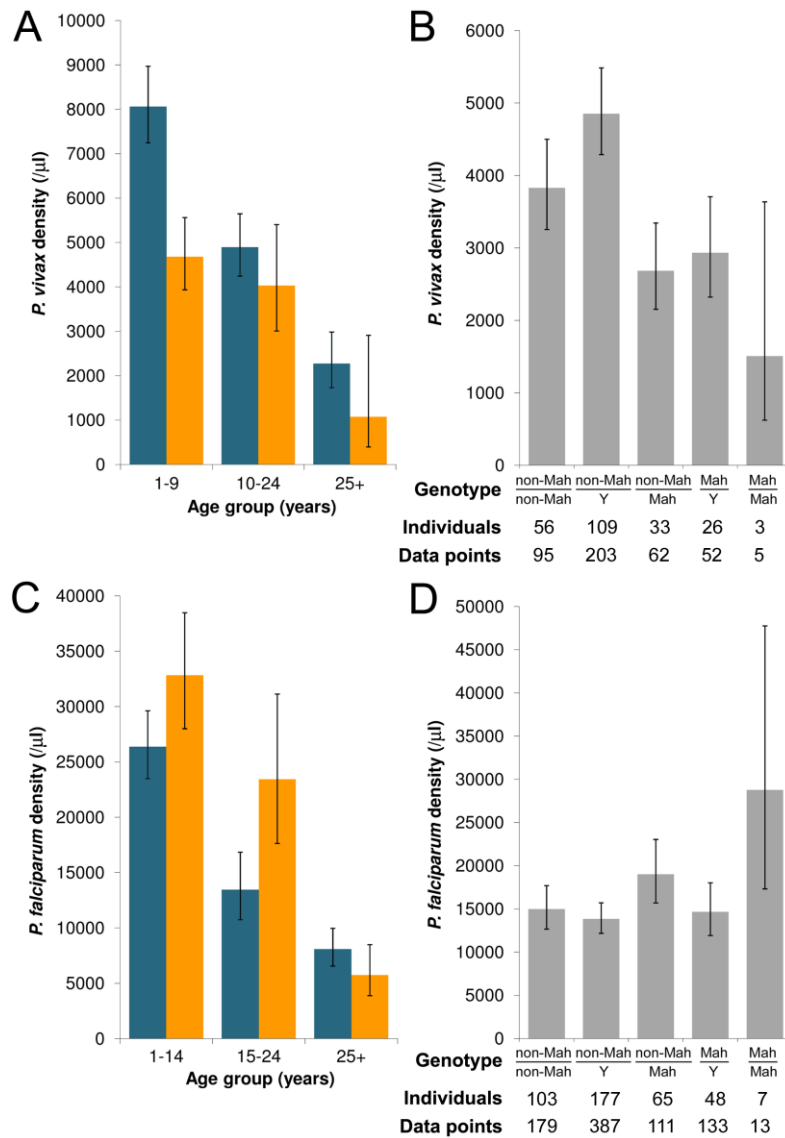 A
P. vivax density (/µl)
10000
9000
8000
7000
6000
5000
4000
3000
2000
1000
0
1-9 10-24 25+
Age group (years)
B
P. vivax density (/µl)
6000
5000
4000
3000
2000
1000
0
Genotype
non-Mah non-Mah non-Mah Mah Mah
non-Mah Y Mah Y Mah
Individuals 56 109 33 26 3
Data points 95 203 62 52 5
C
P. falciparum density (/µl)
40000
35000
30000
25000
20000
15000
10000
5000
0
1-14 15-24 25+
Age group (years)
D
P. falciparum density (/µl)
50000
45000
40000
35000
30000
25000
20000
15000
10000
5000
0
Genotype
non-Mah non-Mah non-Mah Mah Mah
non-Mah Y Mah Y Mah
Individuals 103 177 65 48 7
Data points 179 387 111 133 13